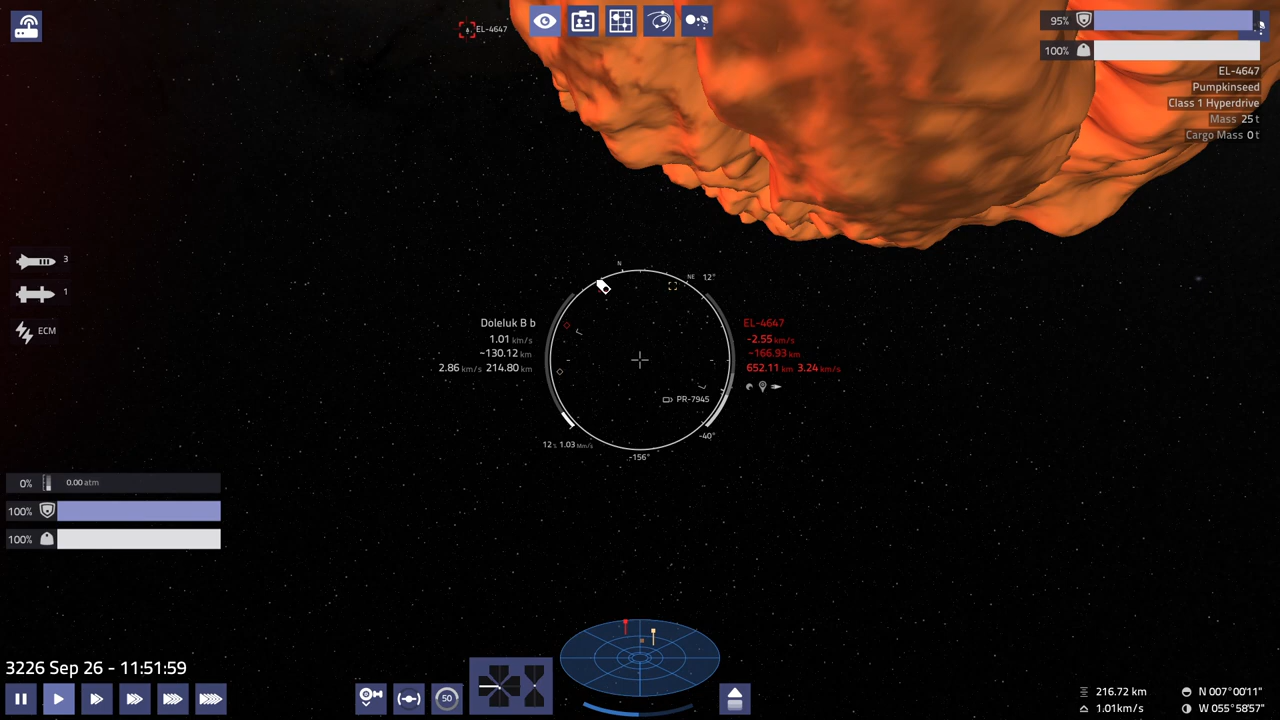 EL-4647
95%
100%
EL-4647
Pumpkinseed
Class 1 Hyperdrive
Mass 25 t
Cargo Mass 0 t
3
1
ECM
N
NE 12°
Doleluk B b
1.01 km/s
-130.12 km
2.86 km/s 214.80 km
EL-4647
-2.55 km/s
-166.93 km
652.11 km 3.24 km/s
PR-7945
-40°
12 s 1.03 Mm/s
-156°
0% 0.00 atm
100%
100%
3226 Sep 26 - 11:51:59
50
216.72 km
1.01km/s
N 007°00'11"
W 055°58'57"